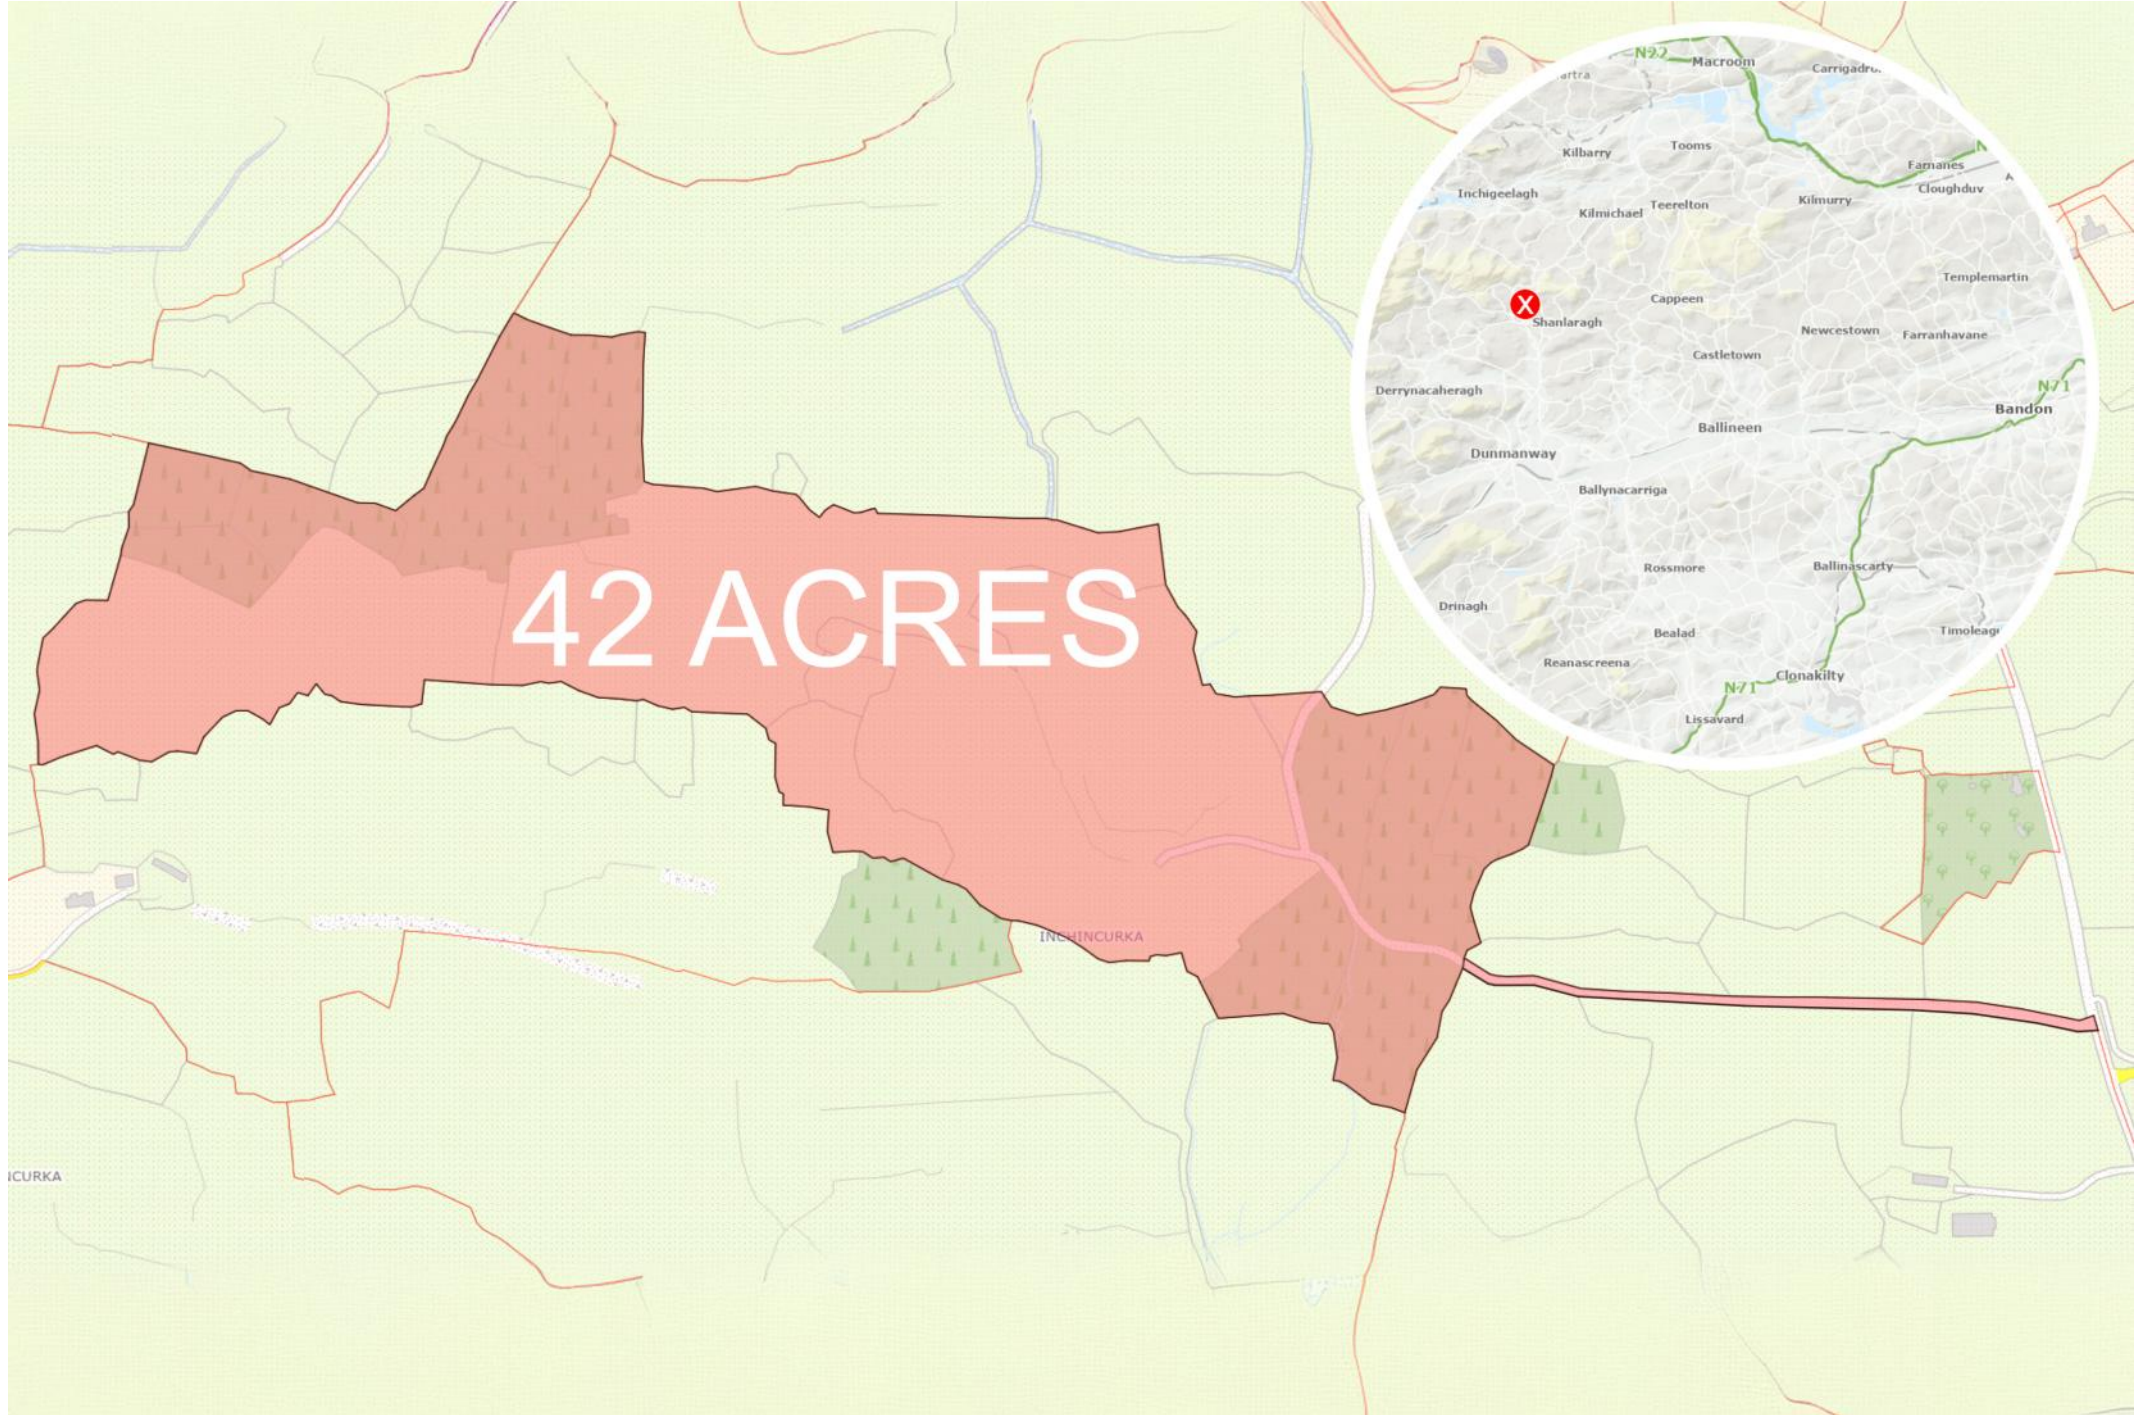 N22
Macroom
Carrigadro
artra
Kilbarry
Tooms
N
Farnanes
A
Inchigeelagh
Cloughduv
Kilmichael
Teerelton
Kilmurry
Templemartin
Cappeen
X
Shanlaragh
Newcestown
Farranhavane
Castletown
Derrynacaheragh
N71
Bandon
Ballineen
Dunmanway
Ballynacarriga
42 ACRES
Rossmore
Ballinascarty
Drinagh
Bealad
Timoleag
Reanascreena
Clonakilty
N71
Lissavard
INCHINCURKA
NCURKA